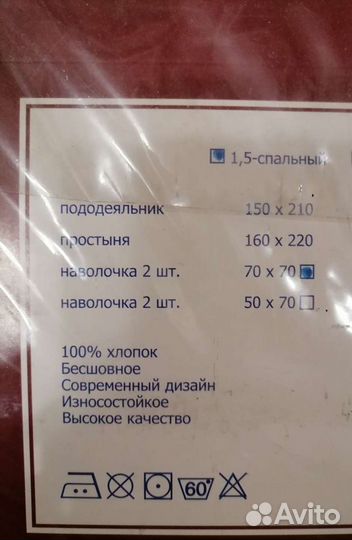 1,5-спальный
пододеяльник 150 x 210
простыня 160 x 220
наволочка 2 шт. 70 x 70
наволочка 2 шт. 50 x 70
100% хлопок
Бесшовное
Современный дизайн
Износостойкое
Высокое качество
60°
Avito